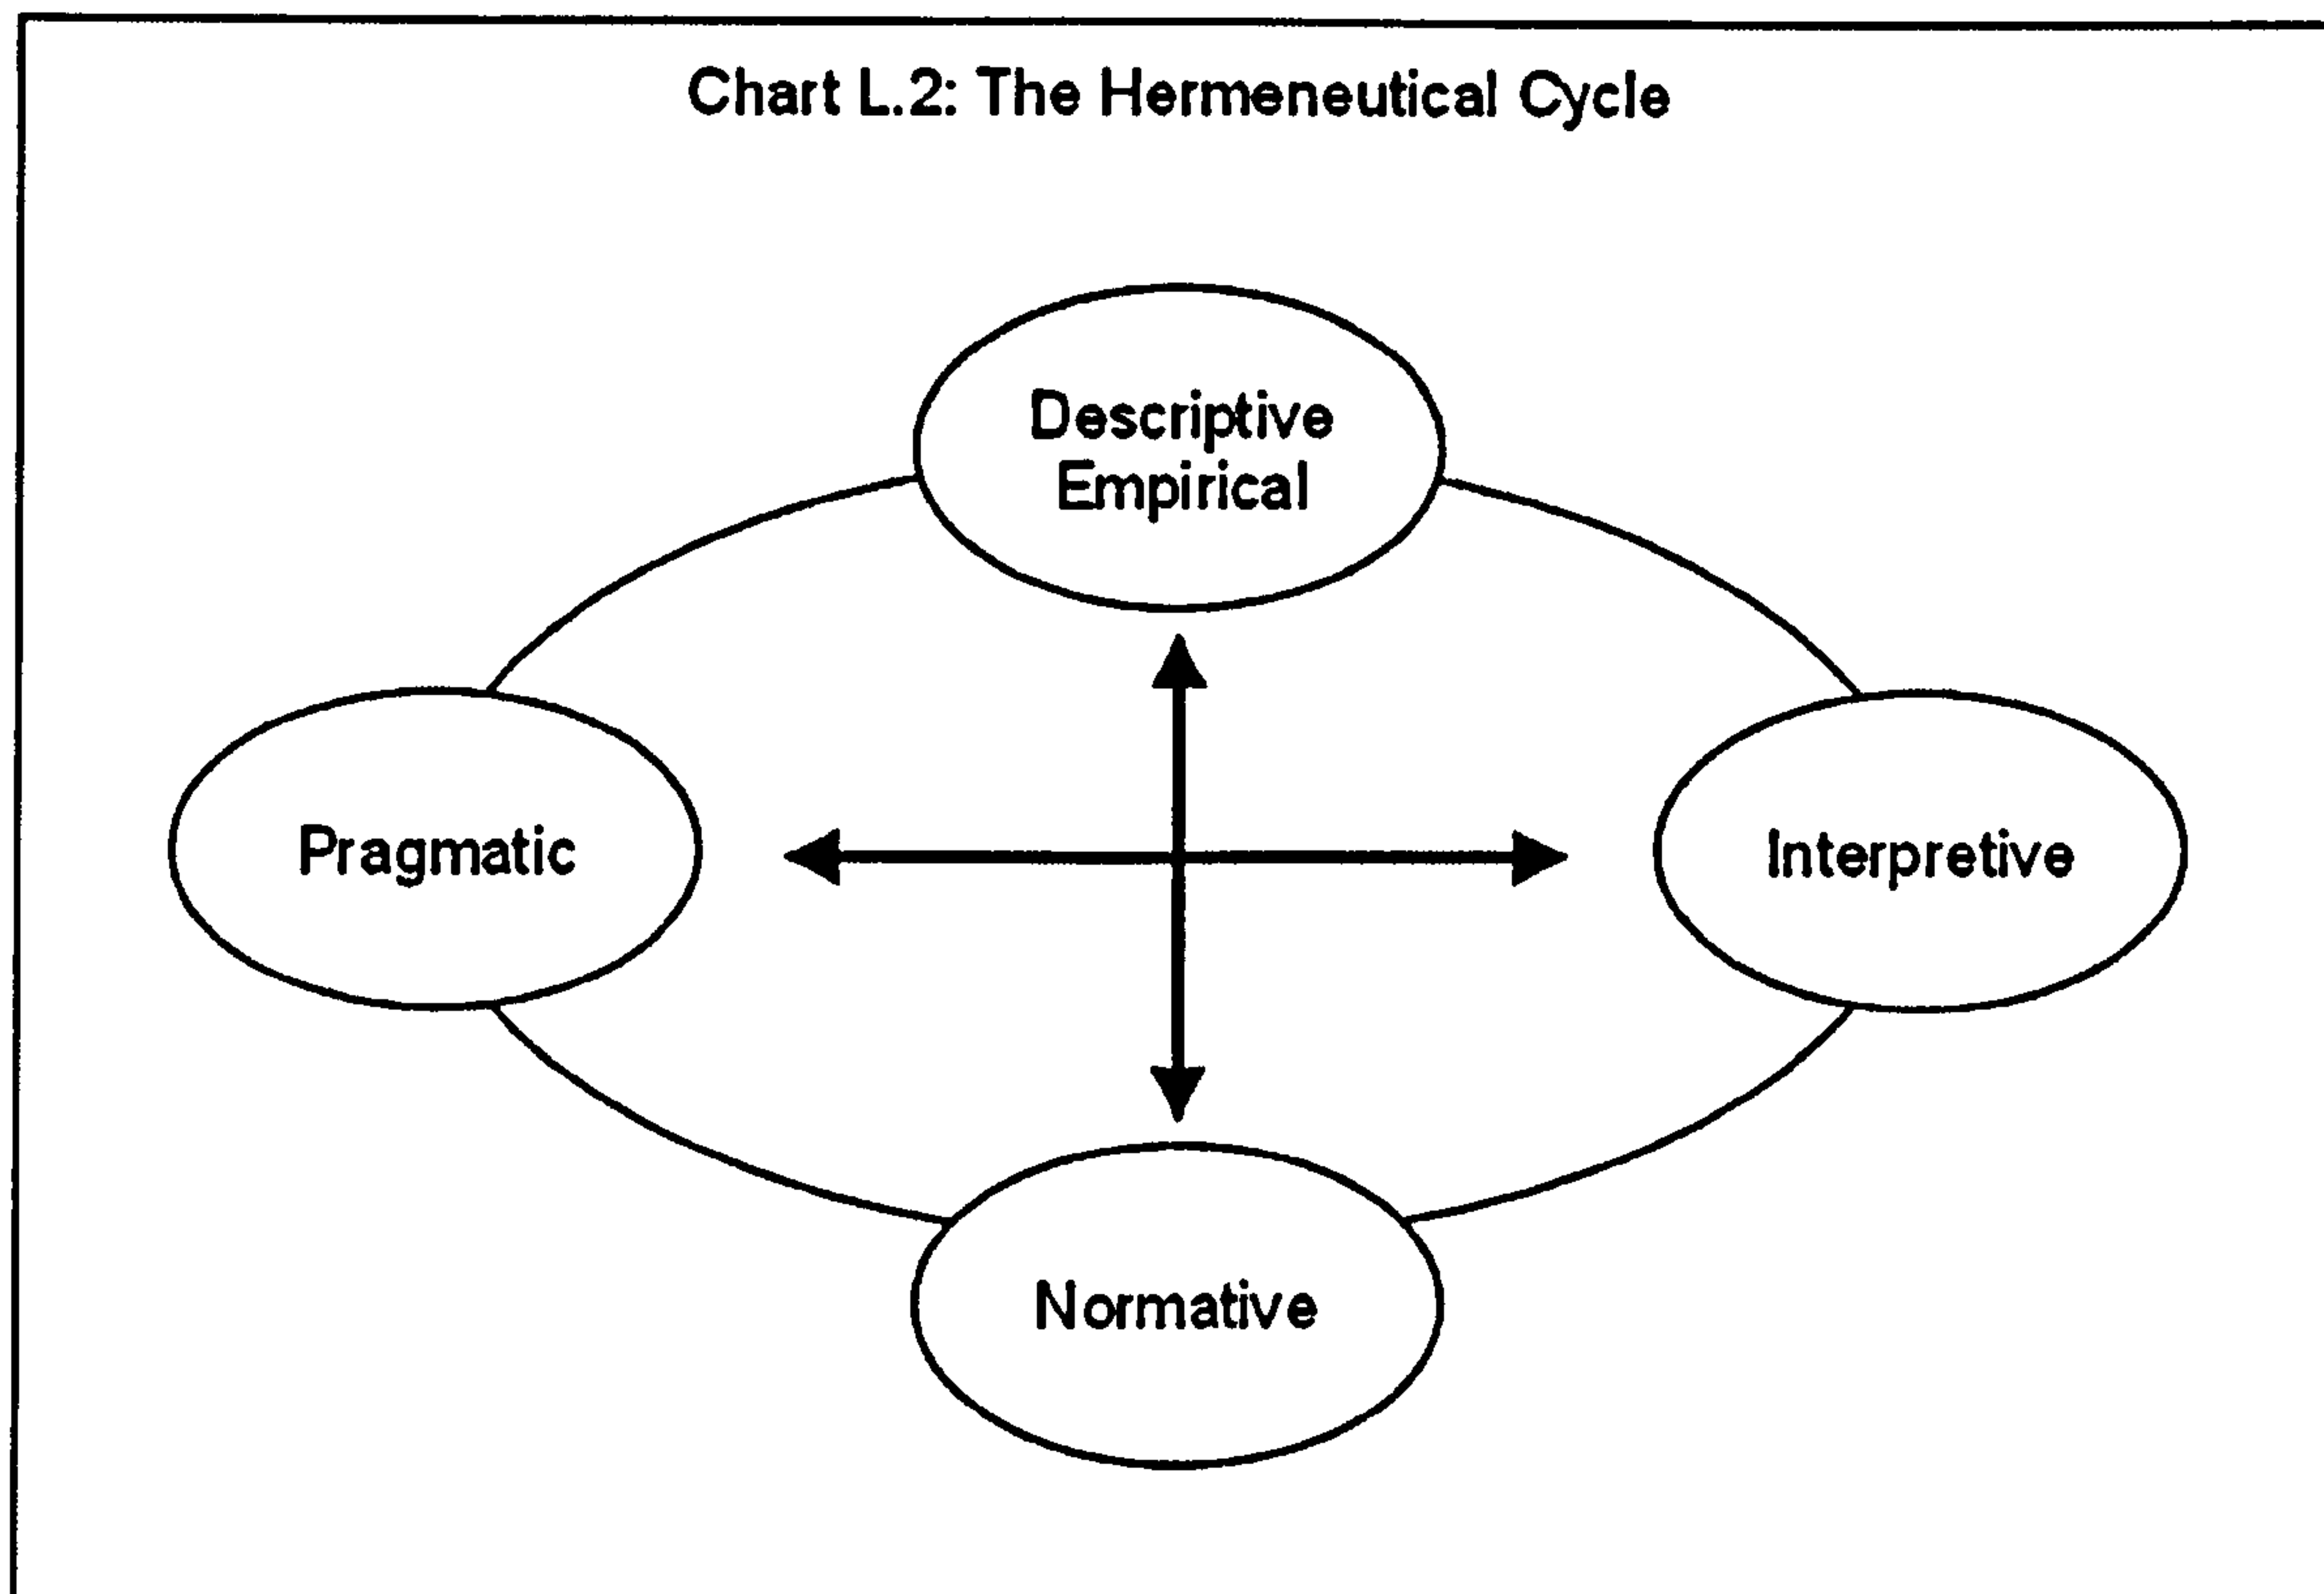 Chart L.2: The Hermeneutical Cycle
Descriptive
Empirical
Pragmatic
Interpretive
Normative